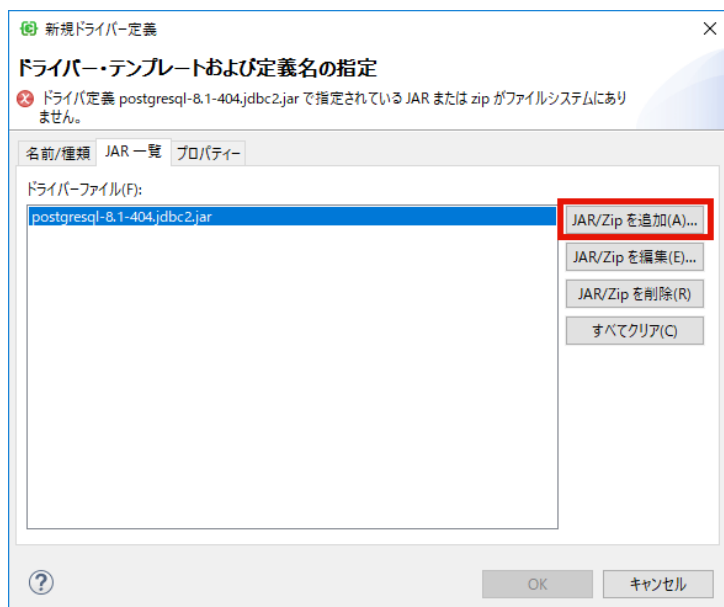 新規ドライバー定義
ドライバー・テンプレートおよび定義名の指定
ドライバ定義 postgresql-8.1-404.jdbc2.jar で指定されている JAR または zip がファイルシステムにあり
ません。
名前/種類 JAR 一覧 プロパティー
ドライバーファイル(F):
postgresql-8.1-404.jdbc2.jar
JAR/Zip を追加(A)...
JAR/Zip を編集(E)...
JAR/Zip を削除(R)
すべてクリア(C)
OK キャンセル